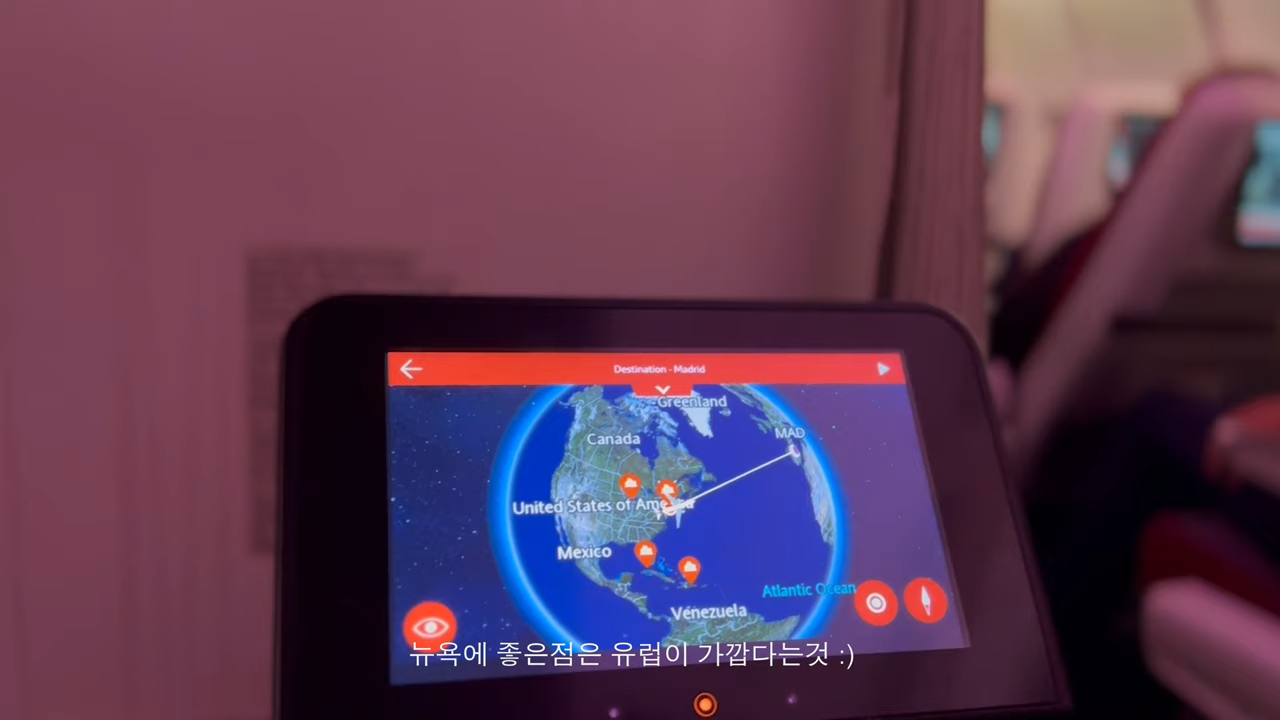 Destination - Madrid
Greenland
MAD
Canada
United States of America
Mexico
Atlantic Ocean
Venezuela
뉴욕에 좋은점은 유럽이 가깝다는것 :)